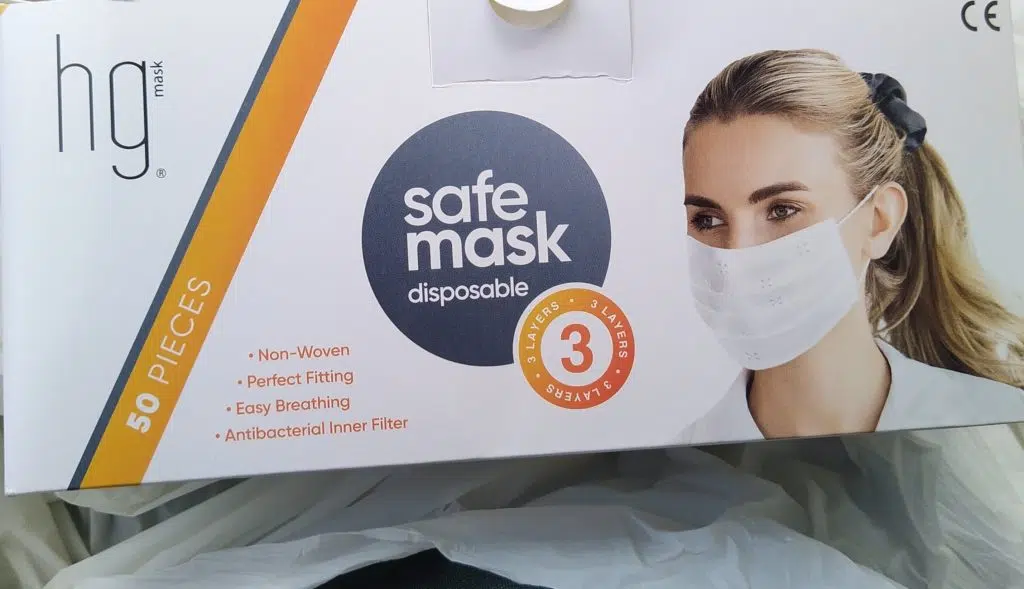 hg
mask
®
50 PIECES
safe
mask
disposable
3 LAYERS • 3 LAYERS • 3 LAYERS •
3
• Non-Woven
• Perfect Fitting
• Easy Breathing
• Antibacterial Inner Filter
CE